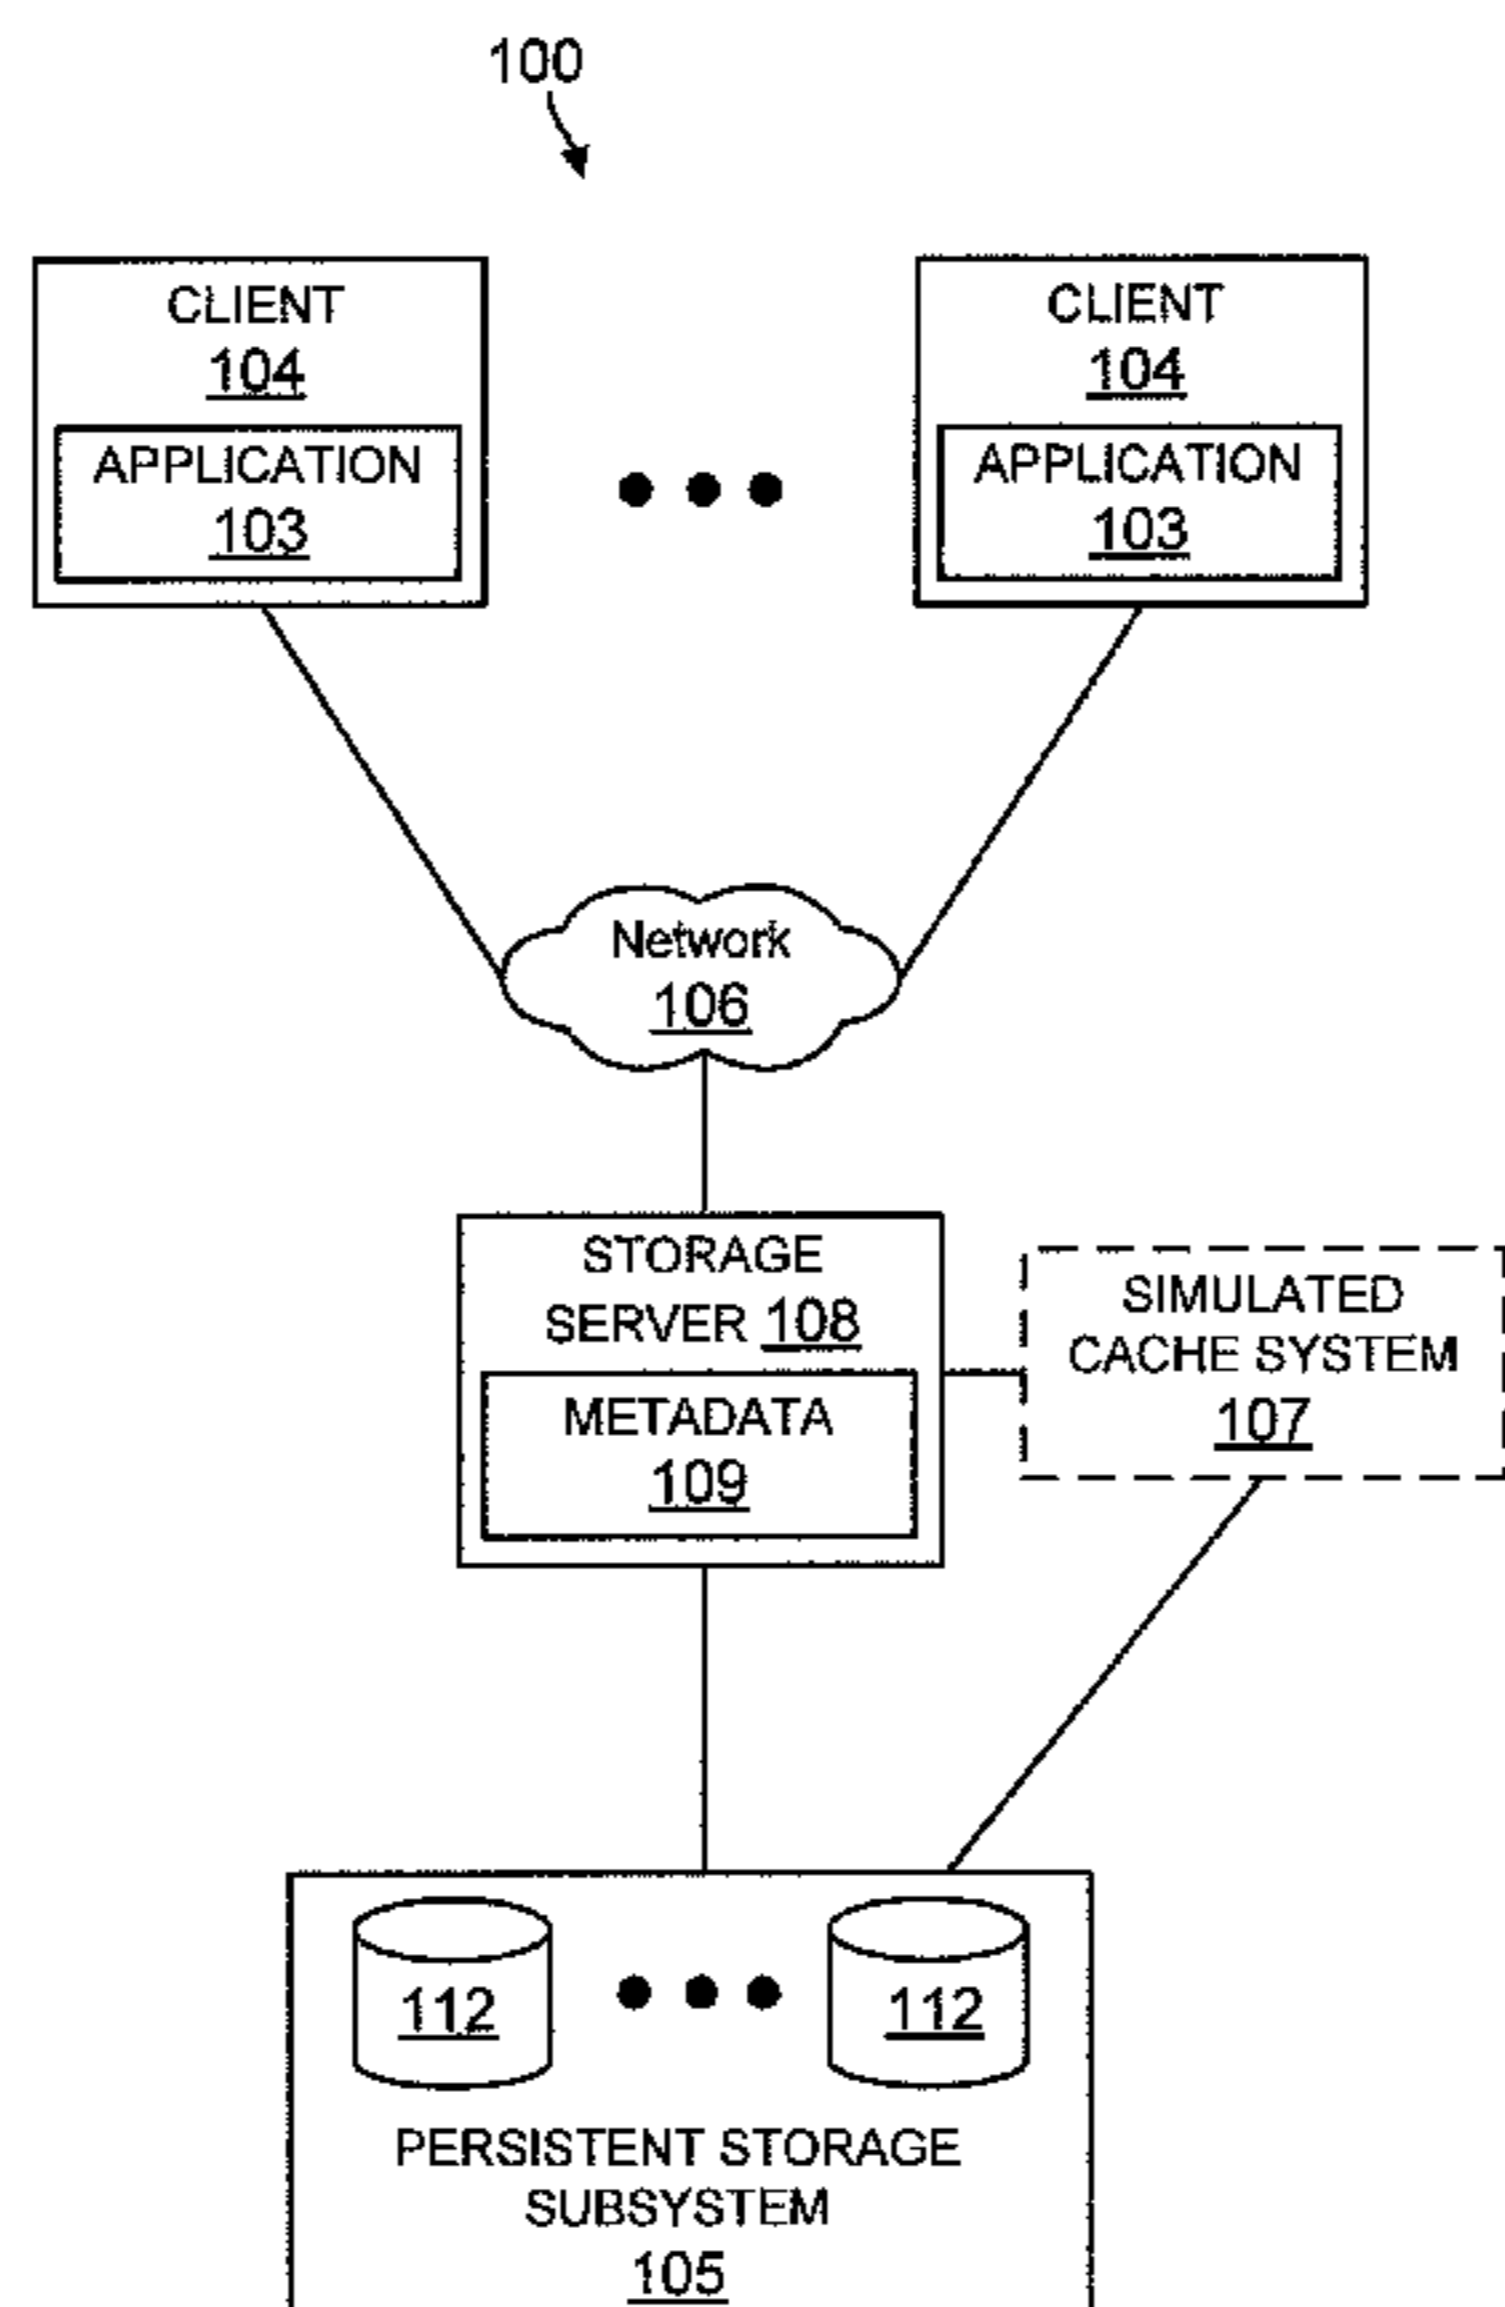 100
CLIENT
104
APPLICATION
103
CLIENT
104
APPLICATION
103
Network
106
STORAGE
SERVER 108
METADATA
109
SIMULATED
CACHE SYSTEM
107
112
112
PERSISTENT STORAGE
SUBSYSTEM
105